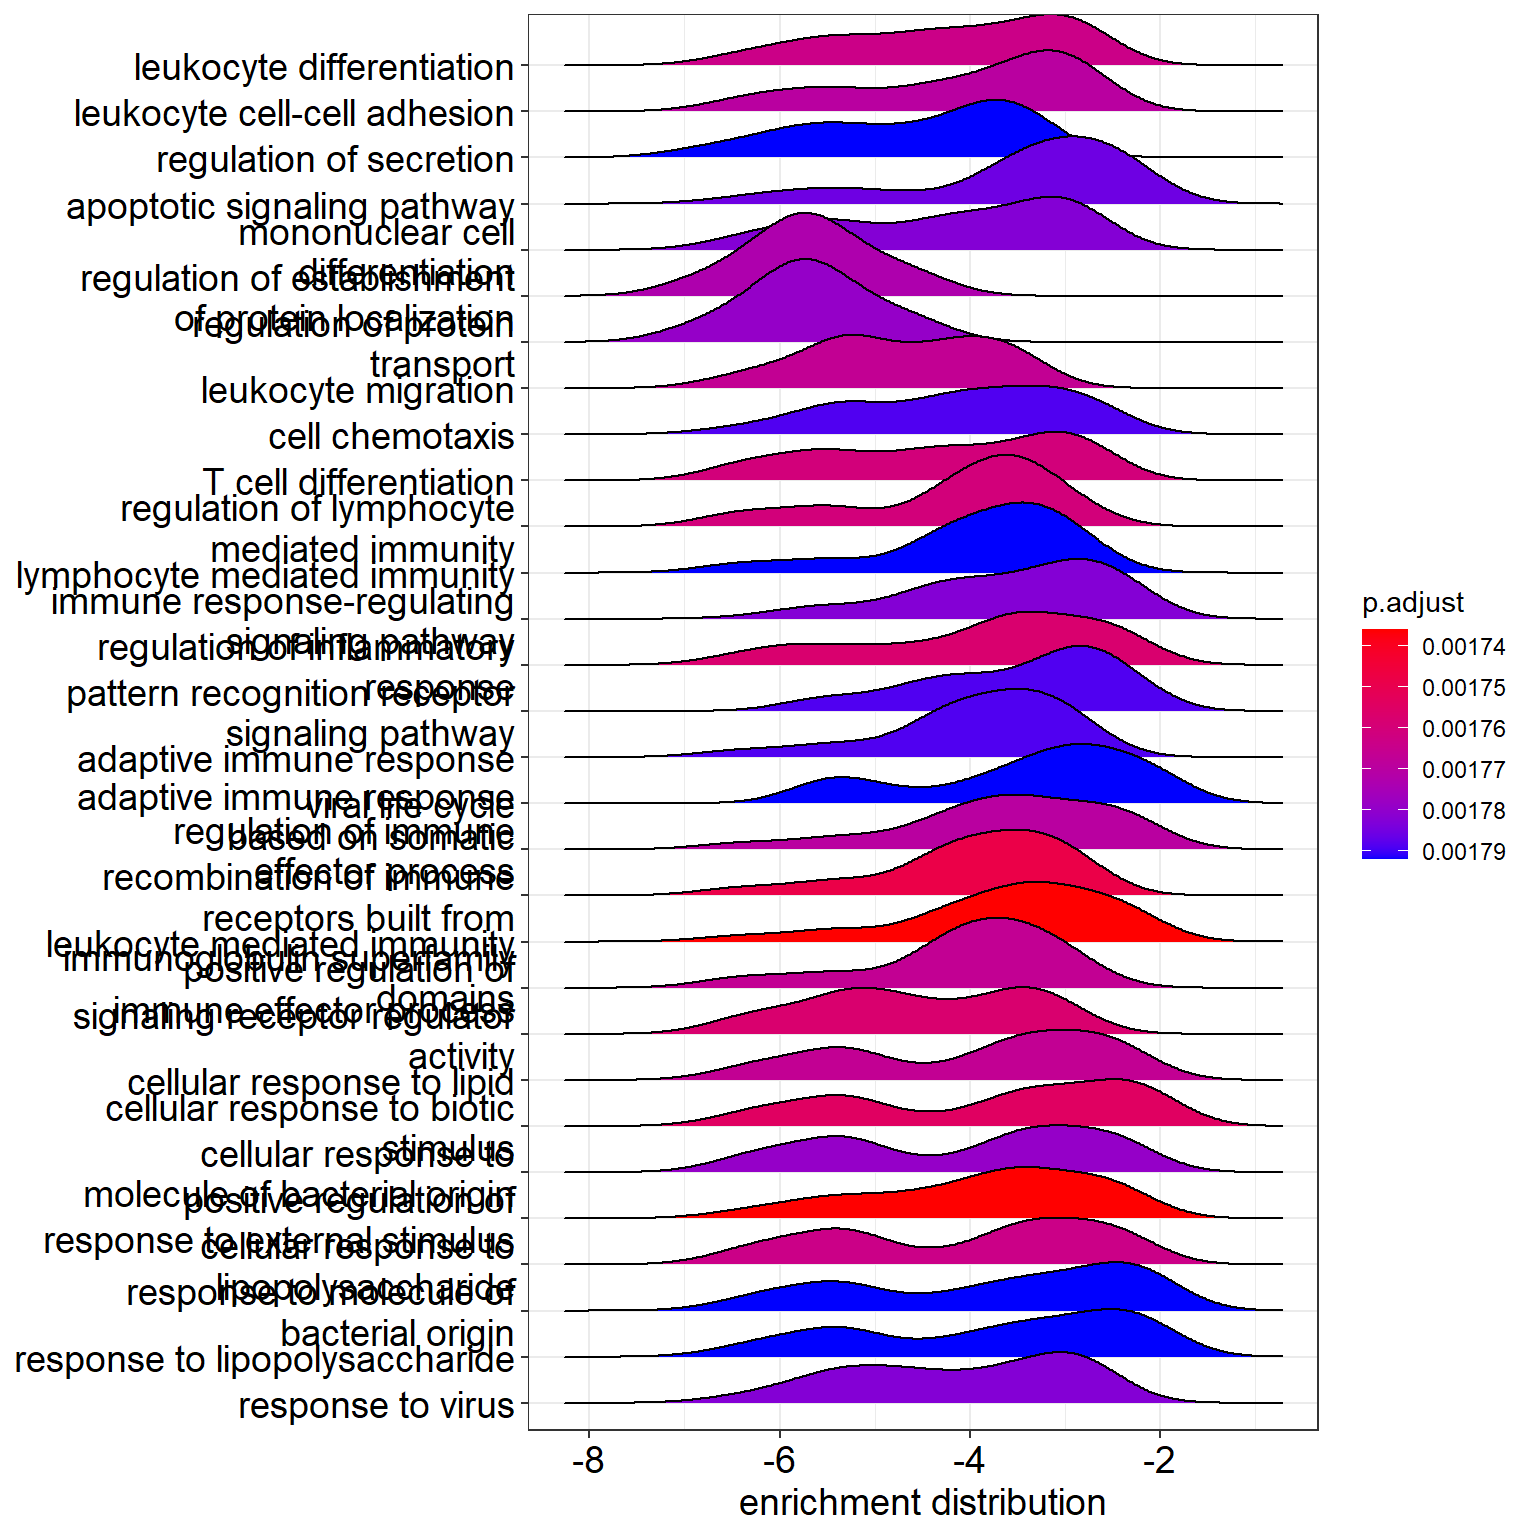 leukocyte differentiation
leukocyte cell-cell adhesion
regulation of secretion
apoptotic signaling pathway
mononuclear cell
differentiation
regulation of establishment
of protein localization
regulation of protein
transport
leukocyte migration
cell chemotaxis
T cell differentiation
regulation of lymphocyte
mediated immunity
lymphocyte mediated immunity
immune response-regulating
signaling pathway
regulation of inflammatory
response
pattern recognition receptor
signaling pathway
adaptive immune response
viral life cycle
adaptive immune response
based on somatic
recombination of immune
receptors built from
immunoglobulin superfamily
domains
regulation of immune
effector process
leukocyte mediated immunity
positive regulation of
immune effector process
signaling receptor regulator
activity
cellular response to lipid
cellular response to biotic
stimulus
cellular response to
molecule of bacterial origin
positive regulation of
response to external stimulus
cellular response to
lipopolysaccharide
response to molecule of
bacterial origin
response to lipopolysaccharide
response to virus
-8
-6
-4
-2
enrichment distribution
p.adjust
0.00174
0.00175
0.00176
0.00177
0.00178
0.00179